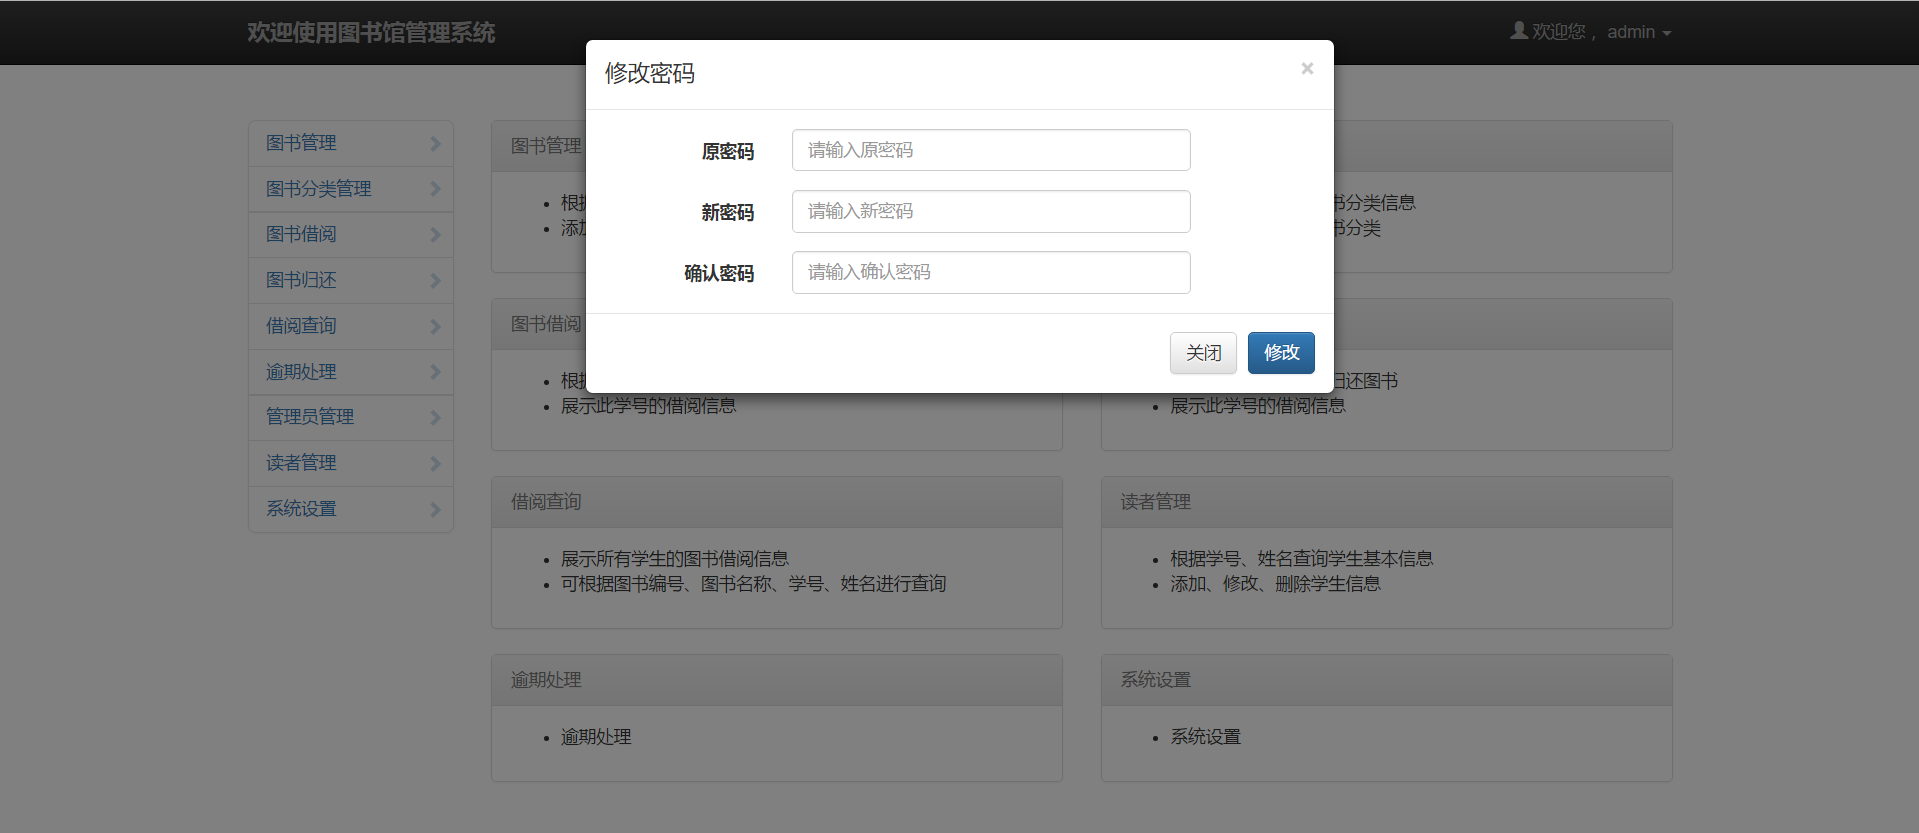 欢迎使用图书馆管理系统
欢迎您， admin
修改密码
×
原密码
请输入原密码
新密码
请输入新密码
确认密码
请输入确认密码
关闭
修改
图书管理
图书分类管理
图书借阅
图书归还
借阅查询
逾期处理
管理员管理
读者管理
系统设置
图书管理
书分类信息
书分类
图书借阅
展示此学号的借阅信息
归还图书
展示此学号的借阅信息
借阅查询
展示所有学生的图书借阅信息
可根据图书编号、图书名称、学号、姓名进行查询
读者管理
根据学号、姓名查询学生基本信息
添加、修改、删除学生信息
逾期处理
逾期处理
系统设置
系统设置